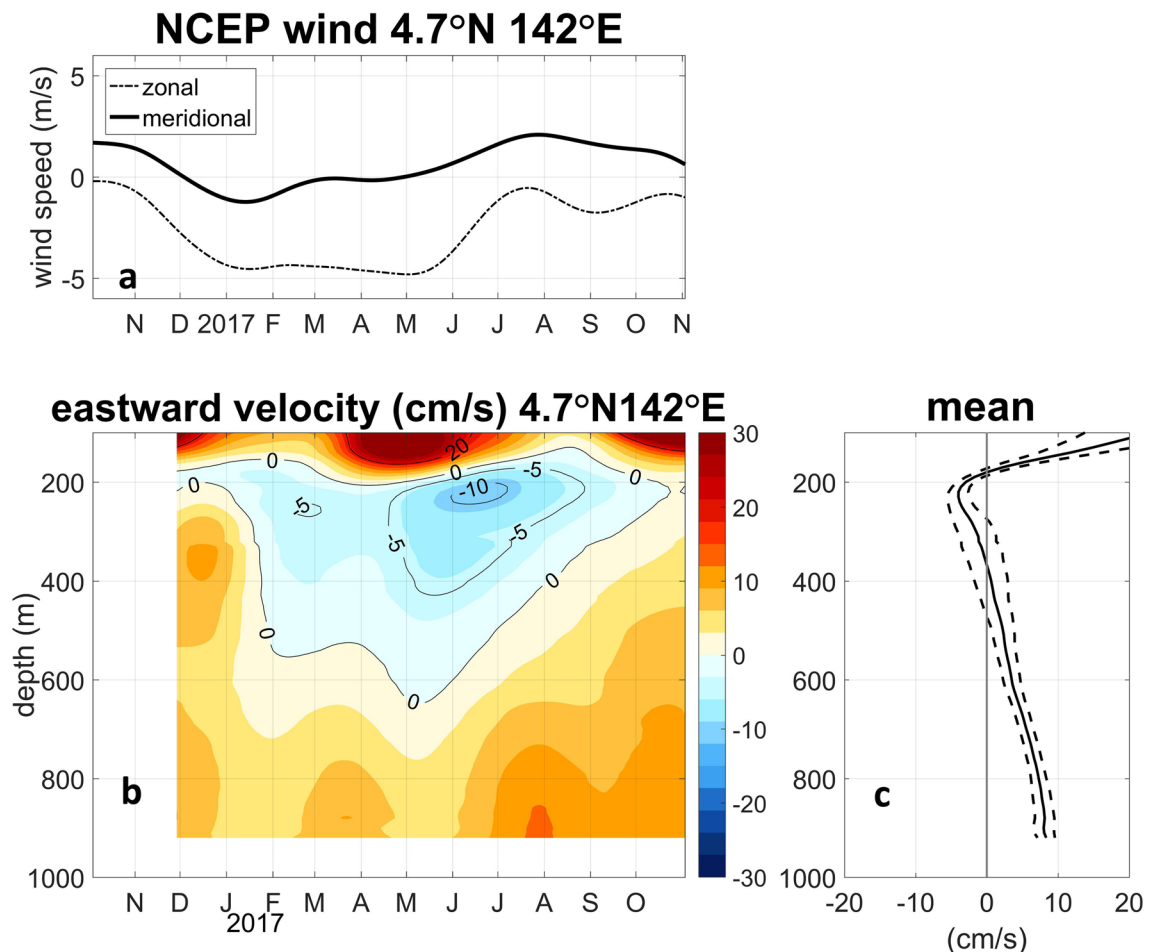 NCEP wind 4.7°N 142°E
wind speed (m/s)
5
0
-5
zonal
meridional
a
N D 2017 F M A M J J A S O N
eastward velocity (cm/s) 4.7°N142°E
depth (m)
200
400
600
800
1000
0
0
-5
0
20
0
-5
-10
-5
-5
0
0
0
b
N D J F M A M J J A S O
2017
30
20
10
0
-10
-20
-30
mean
200
400
600
800
1000
c
-20 -10 0 10 20
(cm/s)